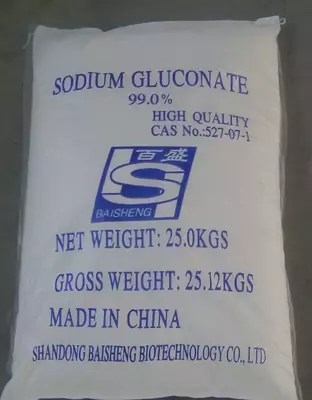 SODIUM GLUCONATE
99.0%
HIGH QUALITY
CAS No.:527-07-1
百盛
BAISHENG
NET WEIGHT: 25.0KGS
GROSS WEIGHT: 25.12KGS
MADE IN CHINA
SHANDONG BAISHENG BIOTECHNOLOGY CO., LTD